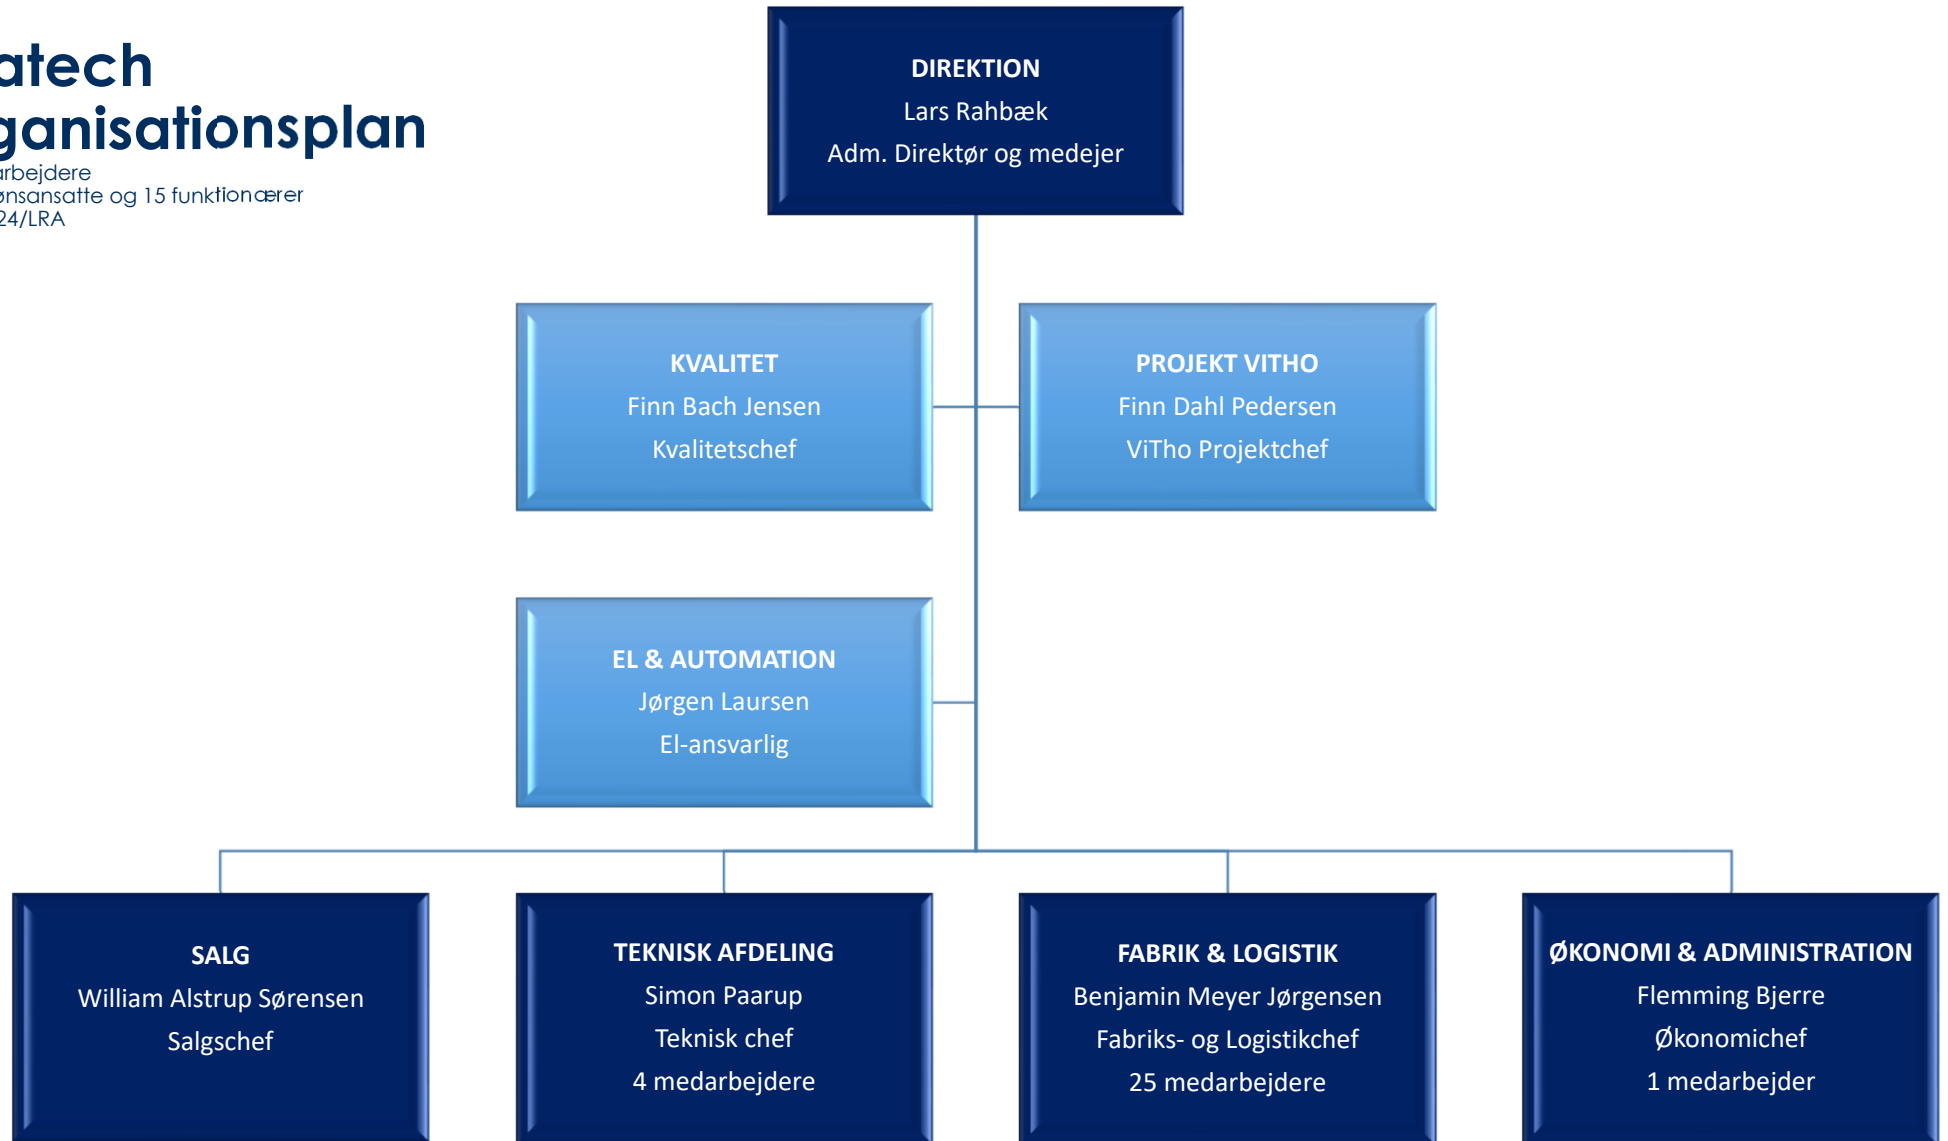 atech
ganisationsplan
arbejdere
ønsansatte og 15 funktionærer
24/LRA
DIREKTION
Lars Rahbæk
Adm. Direktør og medejer
KVALITET
Finn Bach Jensen
Kvalitetschef
PROJEKT VITHO
Finn Dahl Pedersen
ViTho Projektchef
EL & AUTOMATION
Jørgen Laursen
El-ansvarlig
SALG
William Alstrup Sørensen
Salgschef
TEKNISK AFDELING
Simon Paarup
Teknisk chef
4 medarbejdere
FABRIK & LOGISTIK
Benjamin Meyer Jørgensen
Fabriks- og Logistikchef
25 medarbejdere
ØKONOMI & ADMINISTRATION
Flemming Bjerre
Økonomichef
1 medarbejder